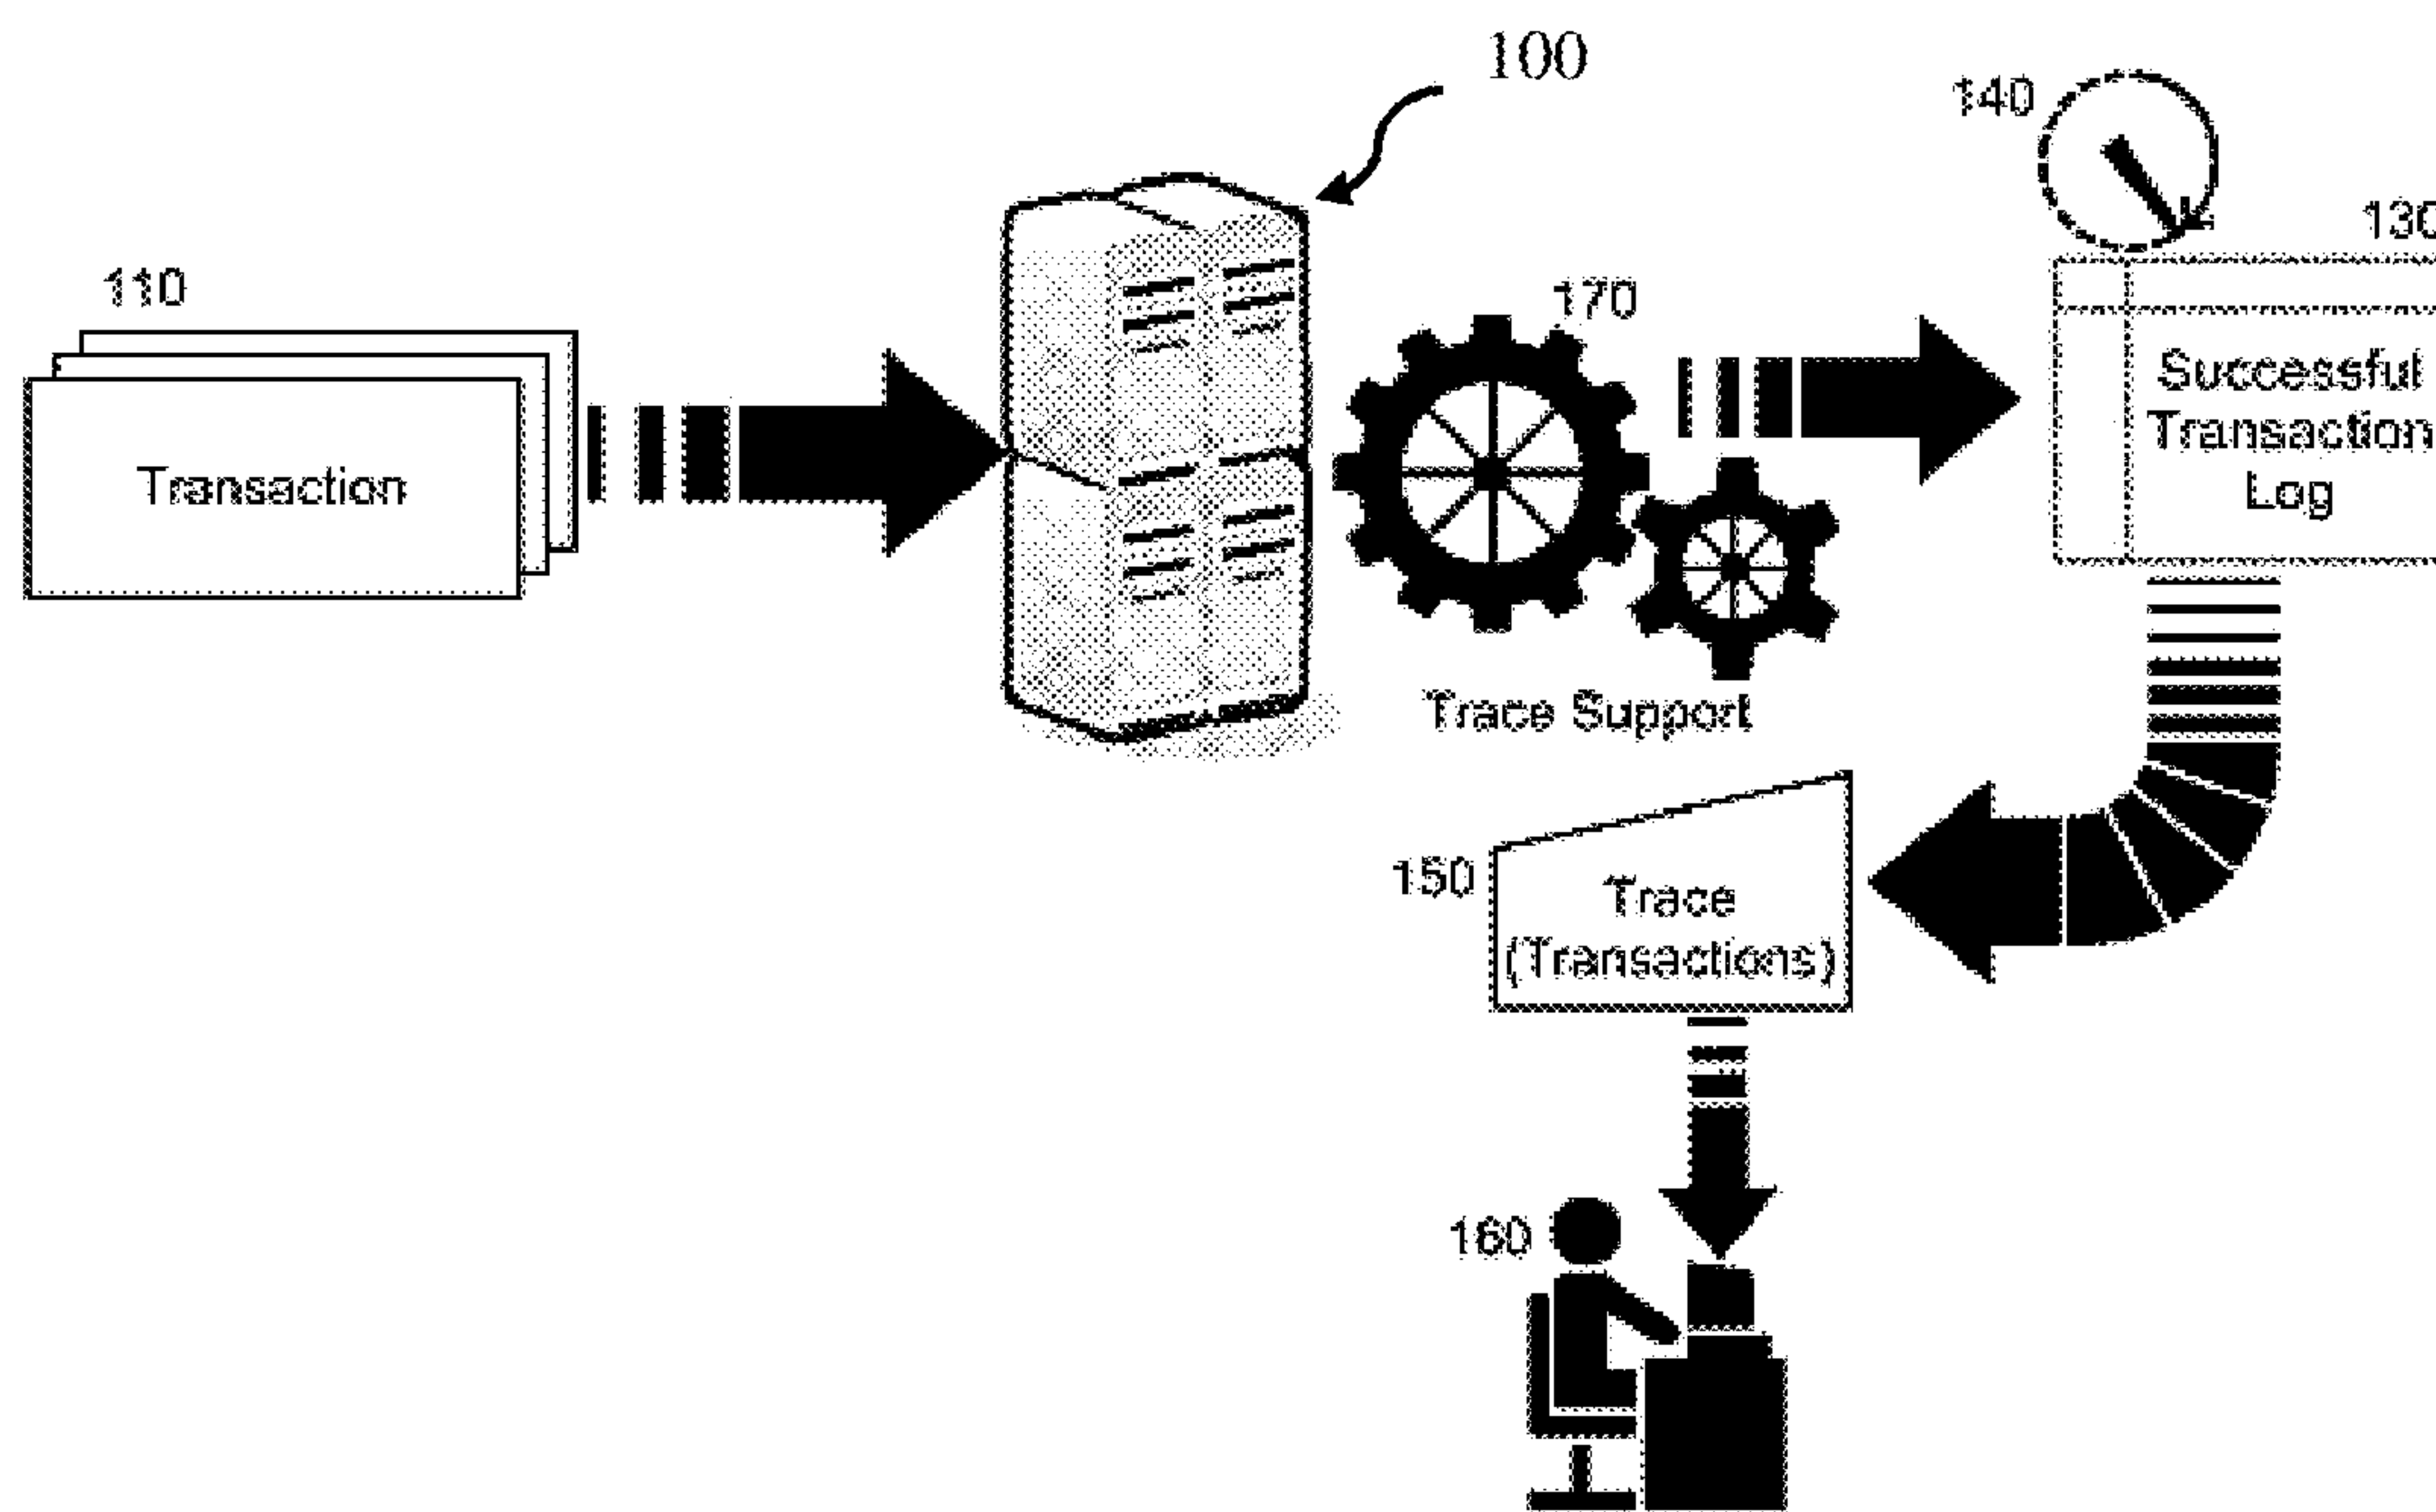 100
140
130
110
170
Transaction
Successful
Transaction
Log
Trace Support
150
Trace
(Transactions)
160